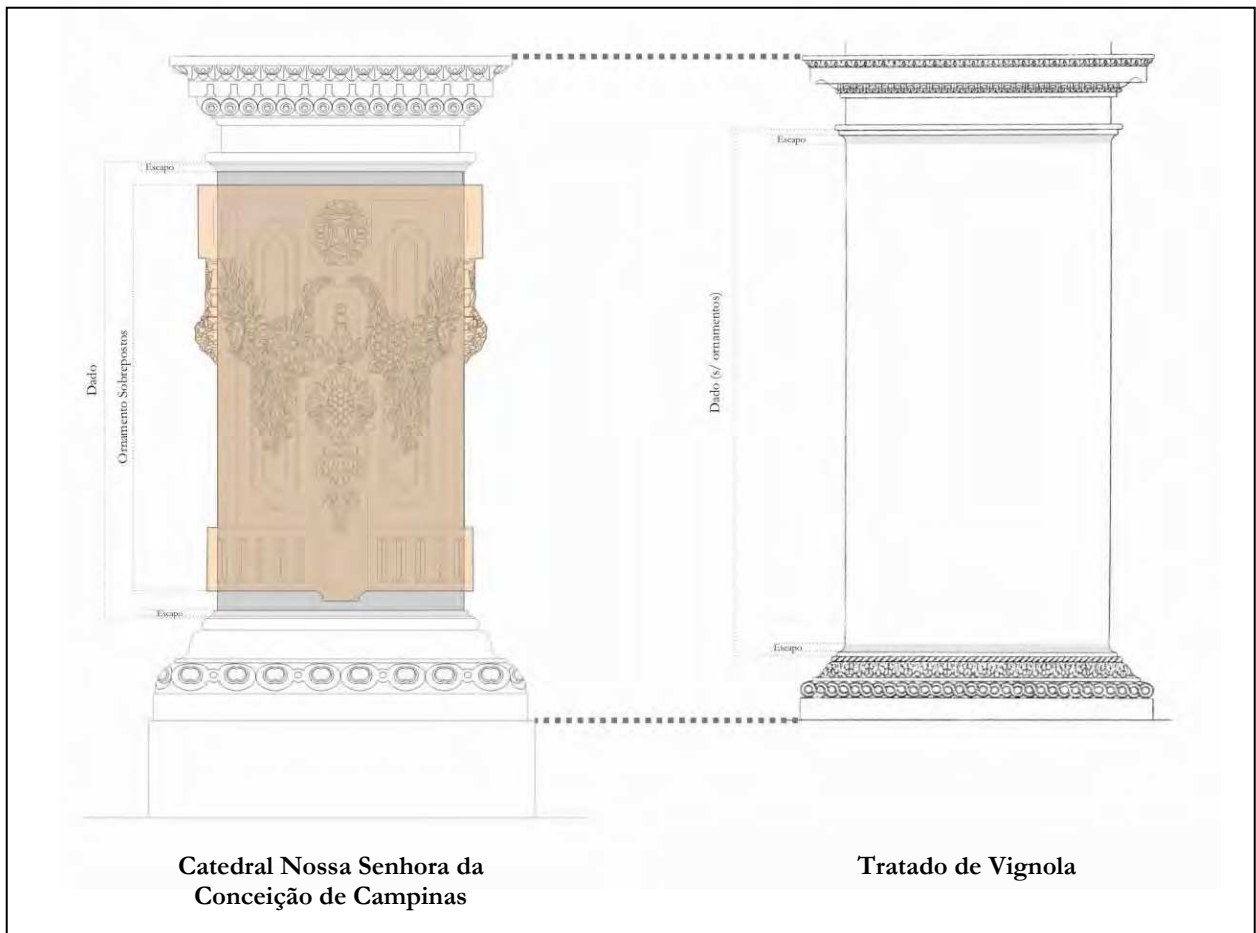 Escapo
Dado
Ornamento Sobrepostos
Escapo
Escapo
Dado (s/ ornamentos)
Escapo
Catedral Nossa Senhora da
Conceição de Campinas
Tratado de Vignola